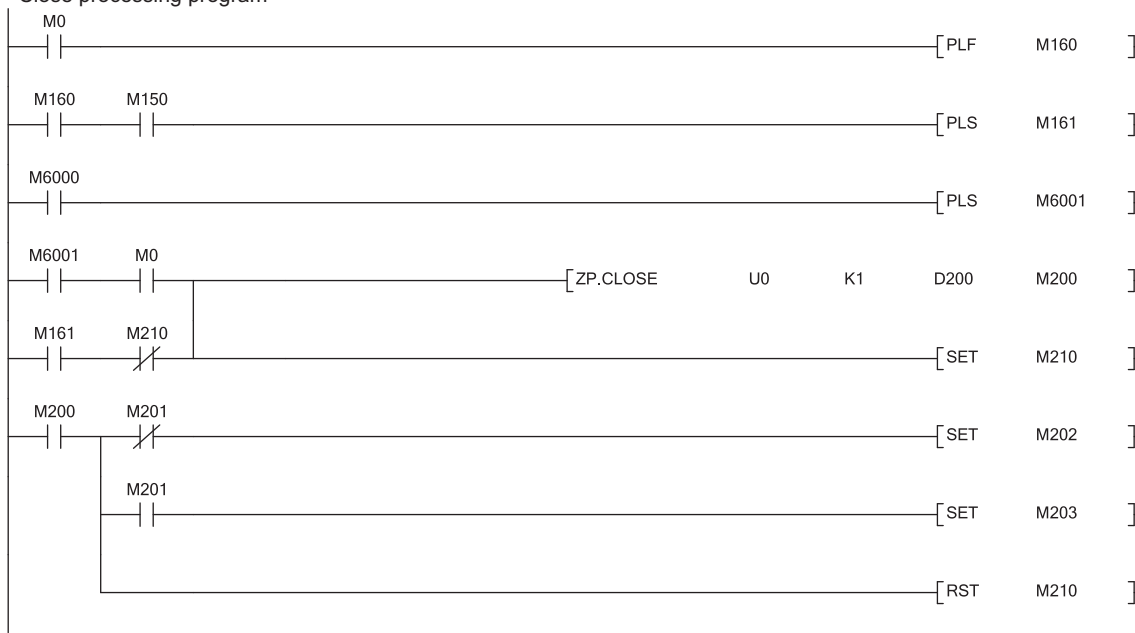 Close processing program
M0
[PLF M160 ]
M160 M150
[PLS M161 ]
M6000
[PLS M6001 ]
M6001 M0
[ZP.CLOSE U0 K1 D200 M200 ]
M161 M210
[SET M210 ]
M200 M201
[SET M202 ]
M201
[SET M203 ]
[RST M210 ]